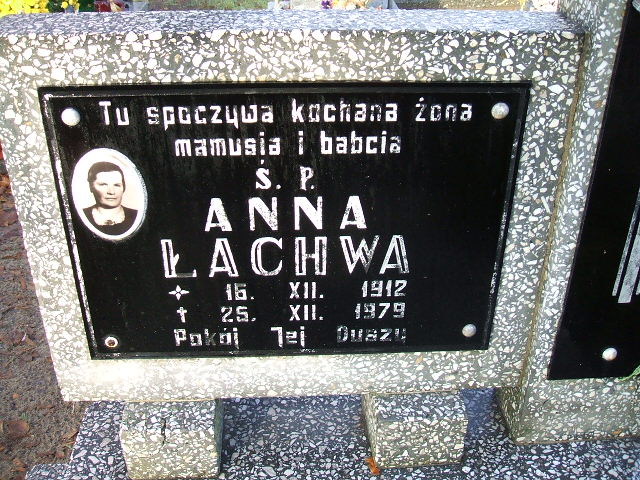 Tu spoczywa kochana żona
mamusia i babcia
Ś. P.
ANNA
ŁACHWA
✧ 16. XII. 1912
† 25. XII. 1979
Pokój Jej Duszy